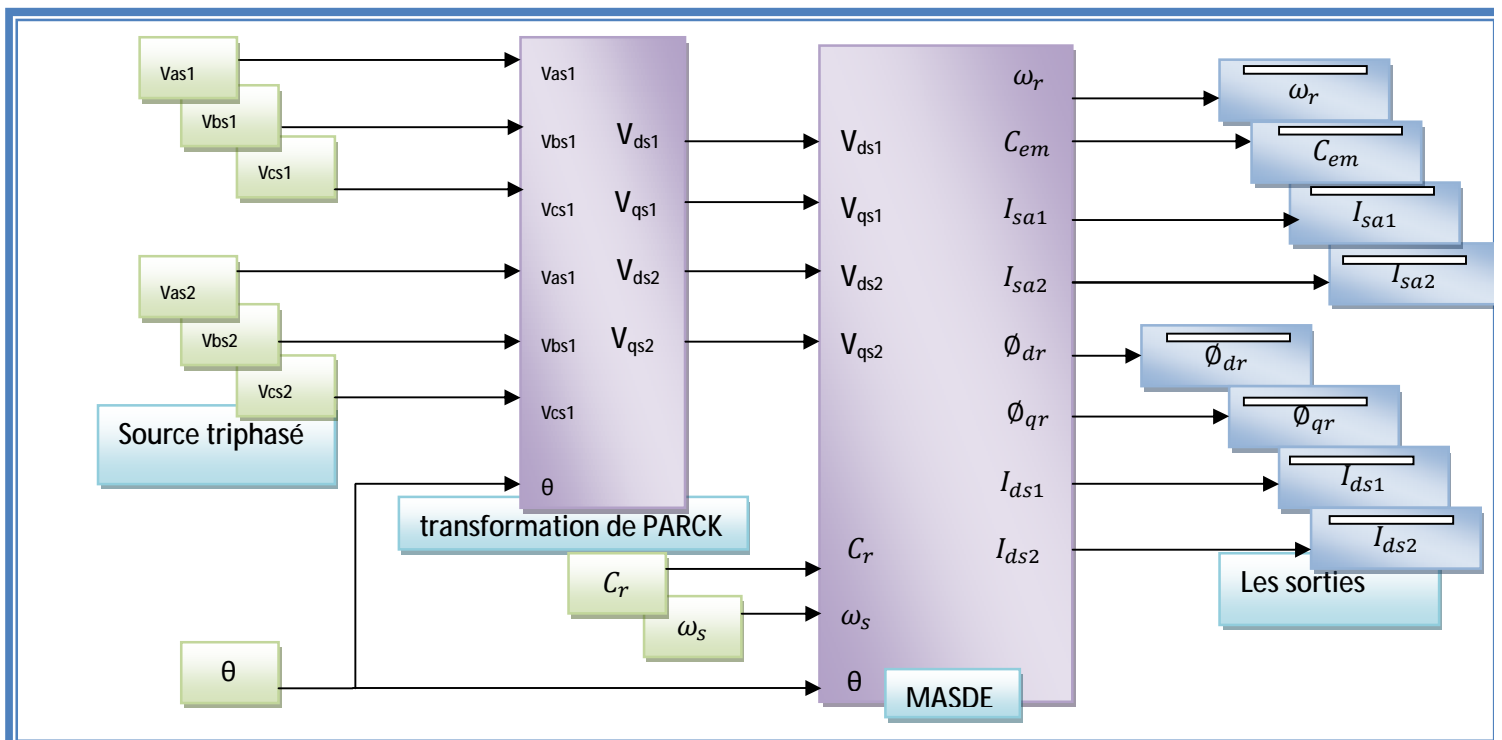 Vas1
Vbs1
Vcs1
Vas2
Vbs2
Vcs2
Source triphasé
θ
Vas1
Vbs1
Vcs1
Vas1
Vbs1
Vcs1
θ
Vds1
Vqs1
Vds2
Vqs2
transformation de PARCK
Cr
ωs
Vds1
Vqs1
Vds2
Vqs2
Cr
ωs
θ
ωr
Cem
Isa1
Isa2
∅dr
∅qr
Ids1
Ids2
MASDE
ωr
Cem
Isa1
Isa2
∅dr
∅qr
Ids1
Ids2
Les sorties